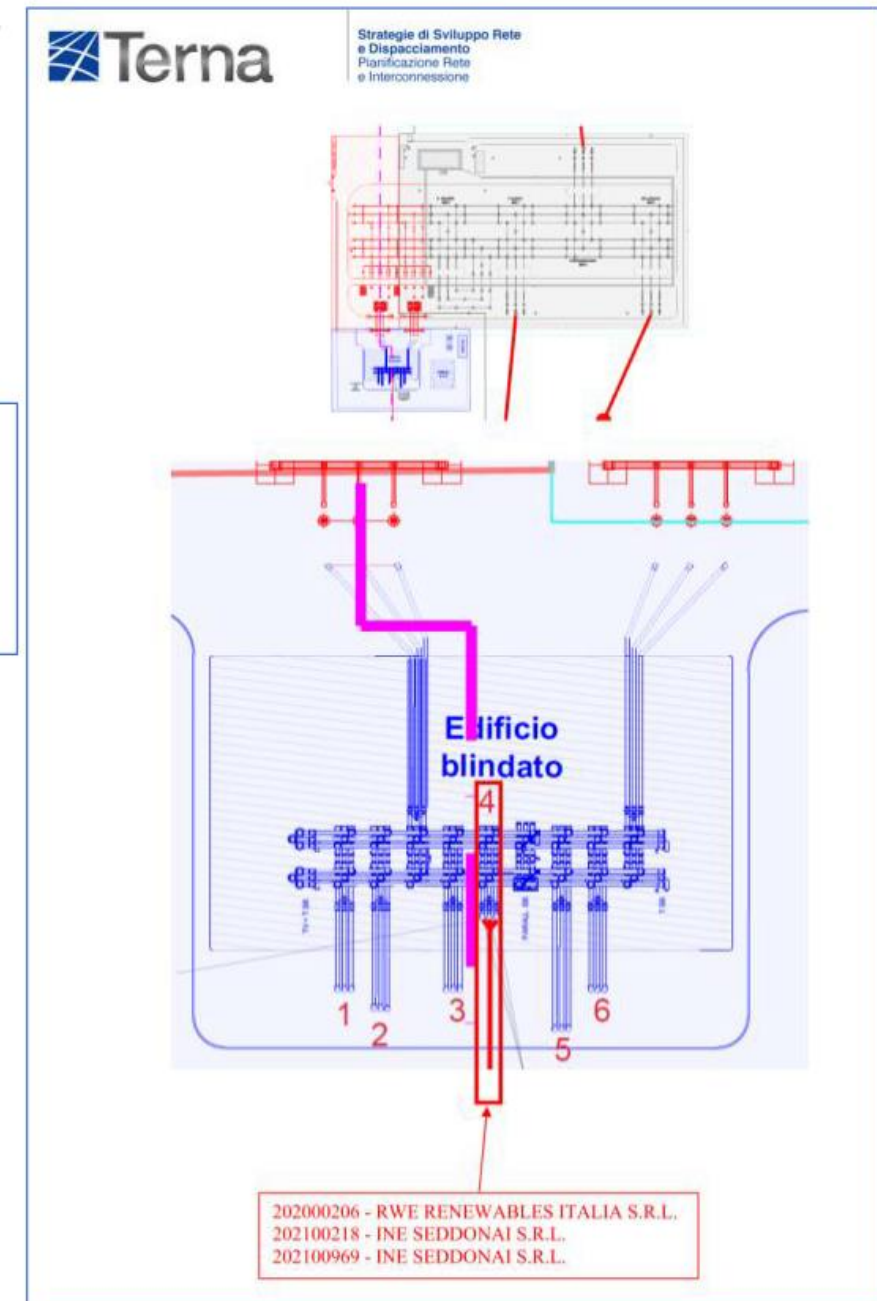 Terna
Strategie di Sviluppo Rete
e Dispacciamento
Pianificazione Rete
e Interconnessione
Edificio
blindato
4
1
2
3
5
6
202000206 - RWE RENEWABLES ITALIA S.R.L.
202100218 - INE SEDDONAI S.R.L.
202100969 - INE SEDDONAI S.R.L.